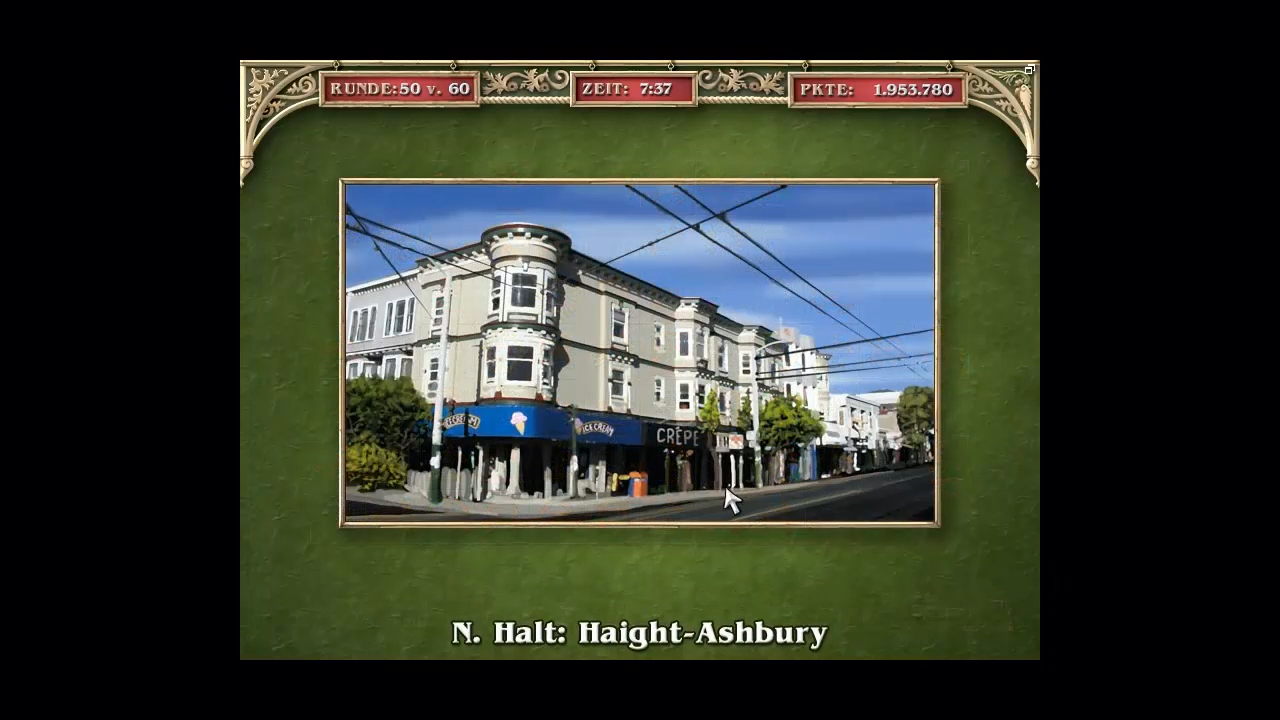 RUNDE: 50 v. 60 ZEIT: 7:37 PKTE: 1.953.780
ICE CREAM ICE CREAM
CRÊPE
N. Halt: Haight-Ashbury